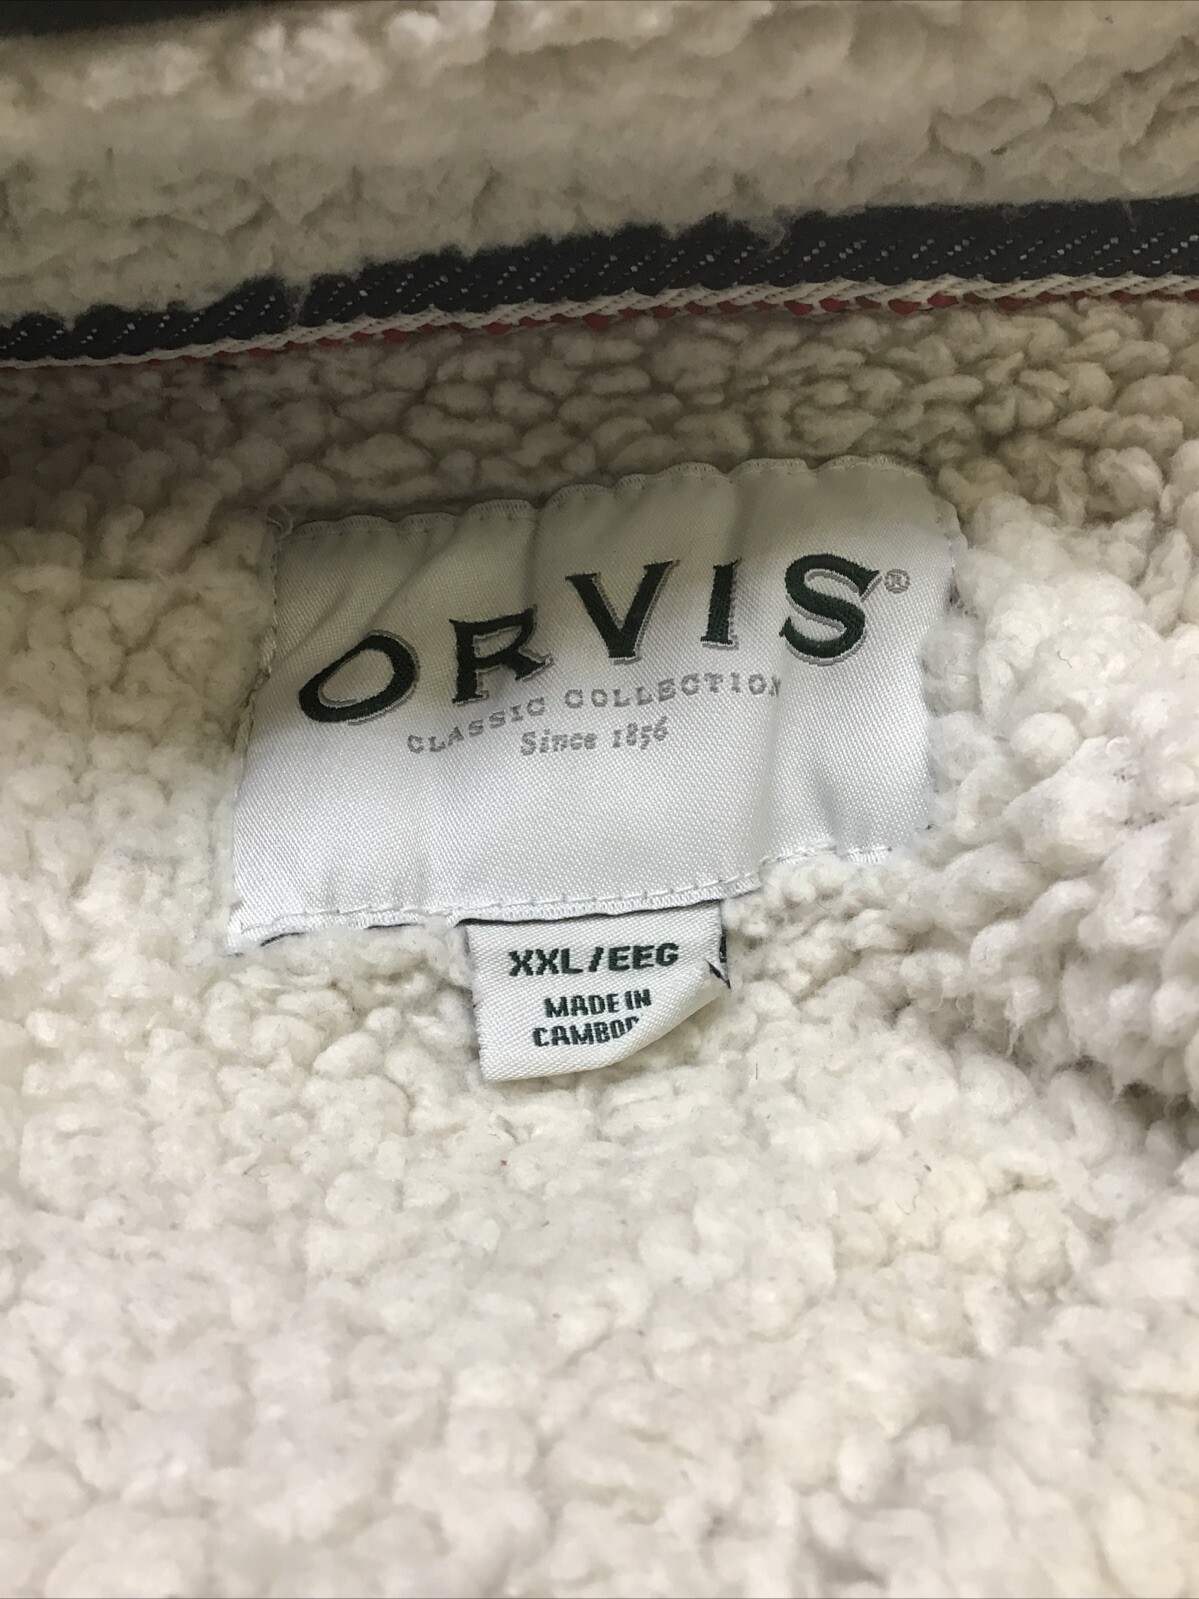 ORVIS®
CLASSIC COLLECTION
Since 1856
XXL/EEG
MADE IN